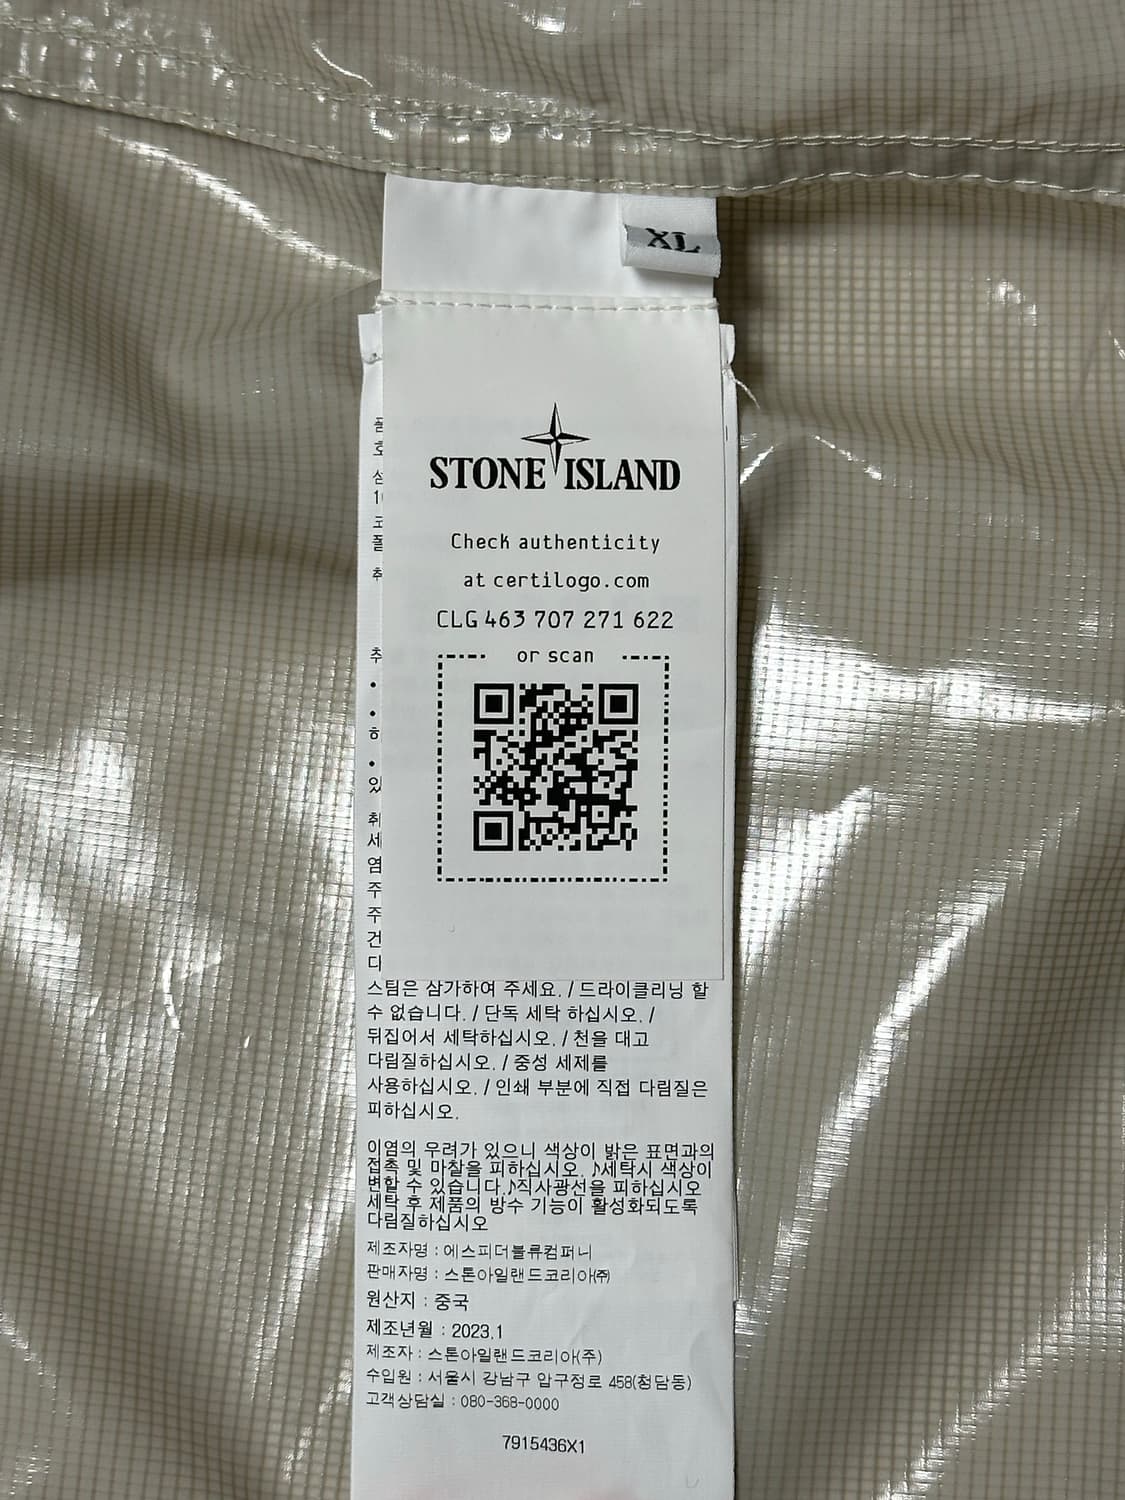 XL
STONE ISLAND
Check authenticity
at certilogo.com
CLG 463 707 271 622
or scan
스팀은 삼가하여 주세요. / 드라이클리닝 할
수 없습니다. / 단독 세탁 하십시오. /
뒤집어서 세탁하십시오. / 천을 대고
다림질하십시오. / 중성 세제를
사용하십시오. / 인쇄 부분에 직접 다림질은
피하십시오.
이염의 우려가 있으니 색상이 밝은 표면과의
접촉 및 마찰을 피하십시오. ♪세탁시 색상이
변할 수 있습니다.♪직사광선을 피하십시오
세탁 후 제품의 방수 기능이 활성화되도록
다림질하십시오
제조자명 : 에스피더블류컴퍼니
판매자명 : 스톤아일랜드코리아㈜
원산지 : 중국
제조년월 : 2023.1
제조자 : 스톤아일랜드코리아(주)
수입원 : 서울시 강남구 압구정로 458(청담동)
고객상담실 : 080-368-0000
7915436X1